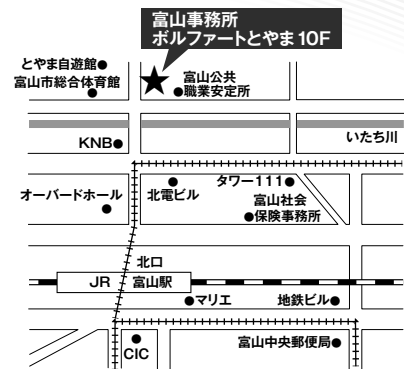 富山事務所
ボルファートとやま10F
とやま自遊館●
富山市総合体育館
富山公共
●職業安定所
KNB●
いたち川
オーバードホール
北電ビル
タワー111●
富山社会
●保険事務所
北口
JR 富山駅
●マリエ
地鉄ビル●
CIC
富山中央郵便局●